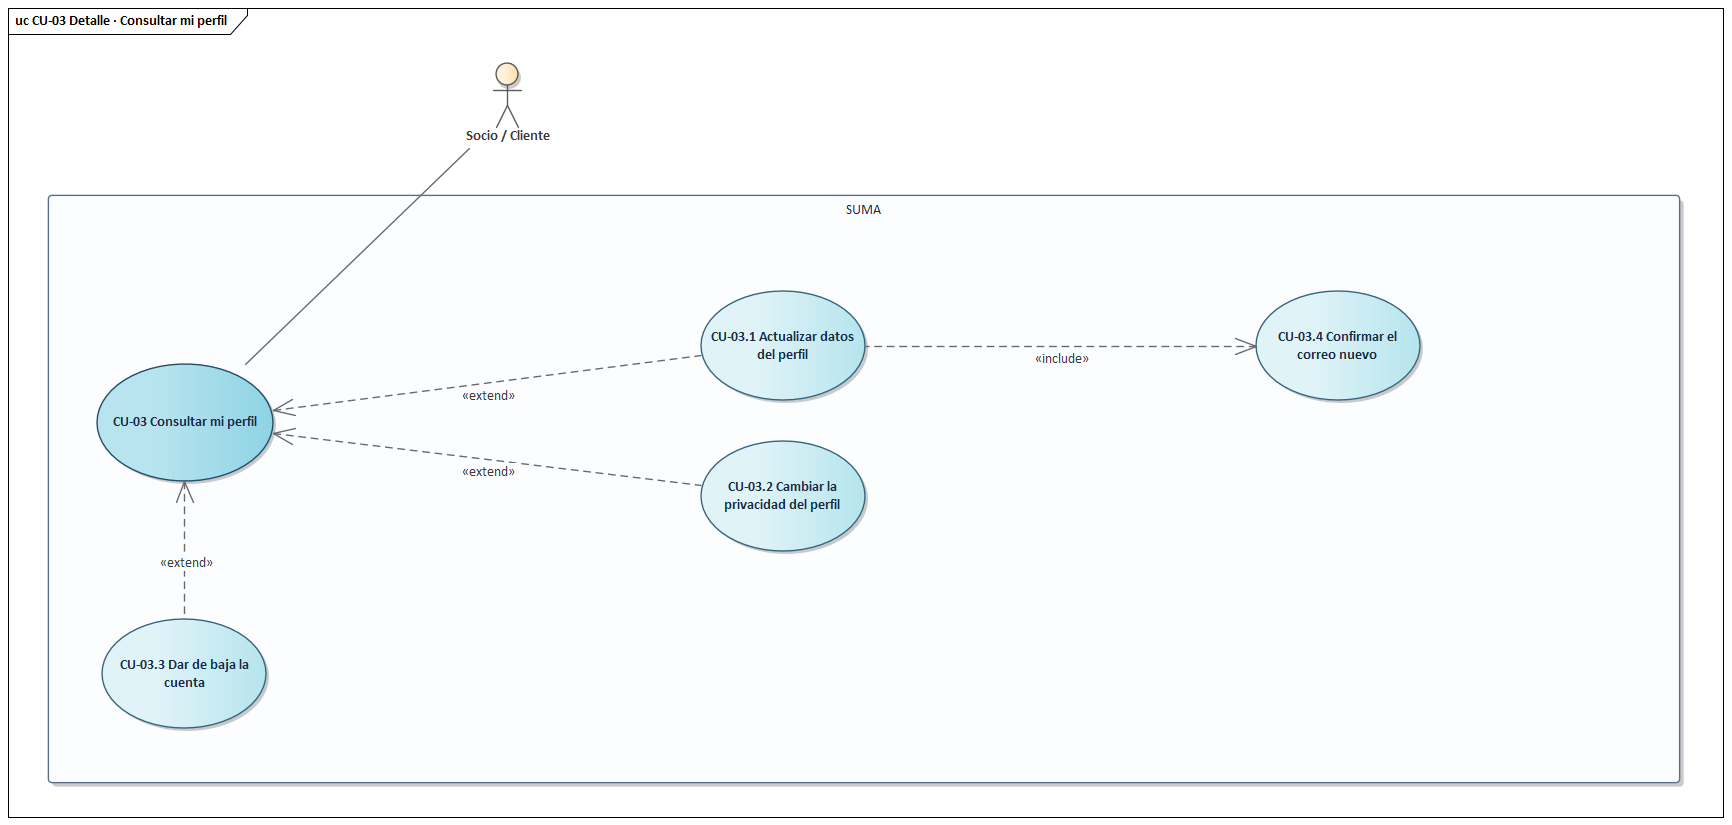 uc CU-03 Detalle · Consultar mi perfil
Socio / Cliente
SUMA
CU-03.1 Actualizar datos
del perfil
CU-03.4 Confirmar el
correo nuevo
«include»
«extend»
CU-03 Consultar mi perfil
«extend»
CU-03.2 Cambiar la
privacidad del perfil
«extend»
CU-03.3 Dar de baja la
cuenta